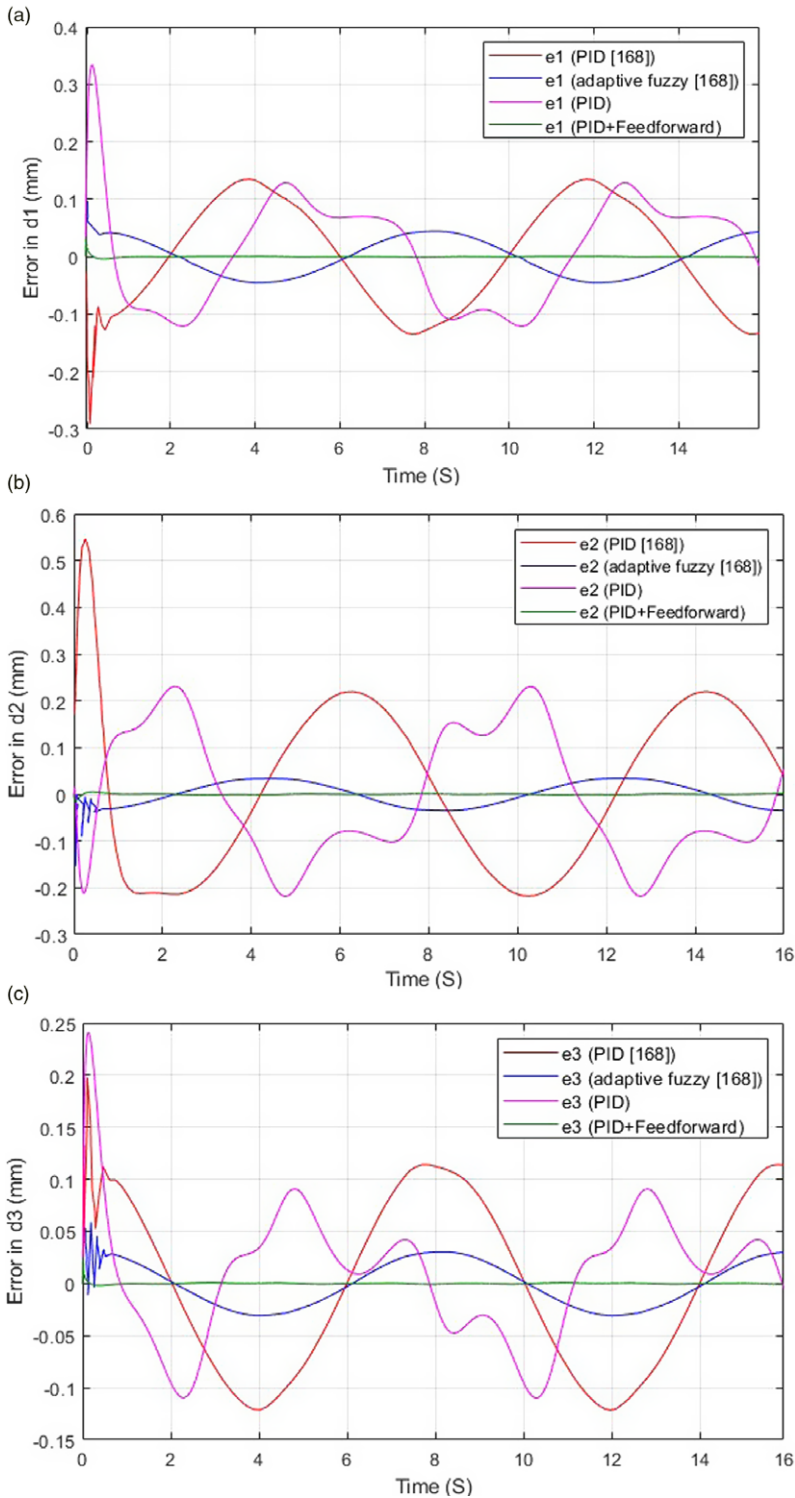 (a)
0.4
0.3
0.2
0.1
0
-0.1
-0.2
-0.3
Error in d1 (mm)
e1 (PID [168])
e1 (adaptive fuzzy [168])
e1 (PID)
e1 (PID+Feedforward)
0 2 4 6 8 10 12 14
Time (S)
(b)
0.6
0.5
0.4
0.3
0.2
0.1
0
-0.1
-0.2
-0.3
Error in d2 (mm)
e2 (PID [168])
e2 (adaptive fuzzy [168])
e2 (PID)
e2 (PID+Feedforward)
0 2 4 6 8 10 12 14 16
Time (S)
(c)
0.25
0.2
0.15
0.1
0.05
0
-0.05
-0.1
-0.15
Error in d3 (mm)
e3 (PID [168])
e3 (adaptive fuzzy [168])
e3 (PID)
e3 (PID+Feedforward)
0 2 4 6 8 10 12 14 16
Time (S)